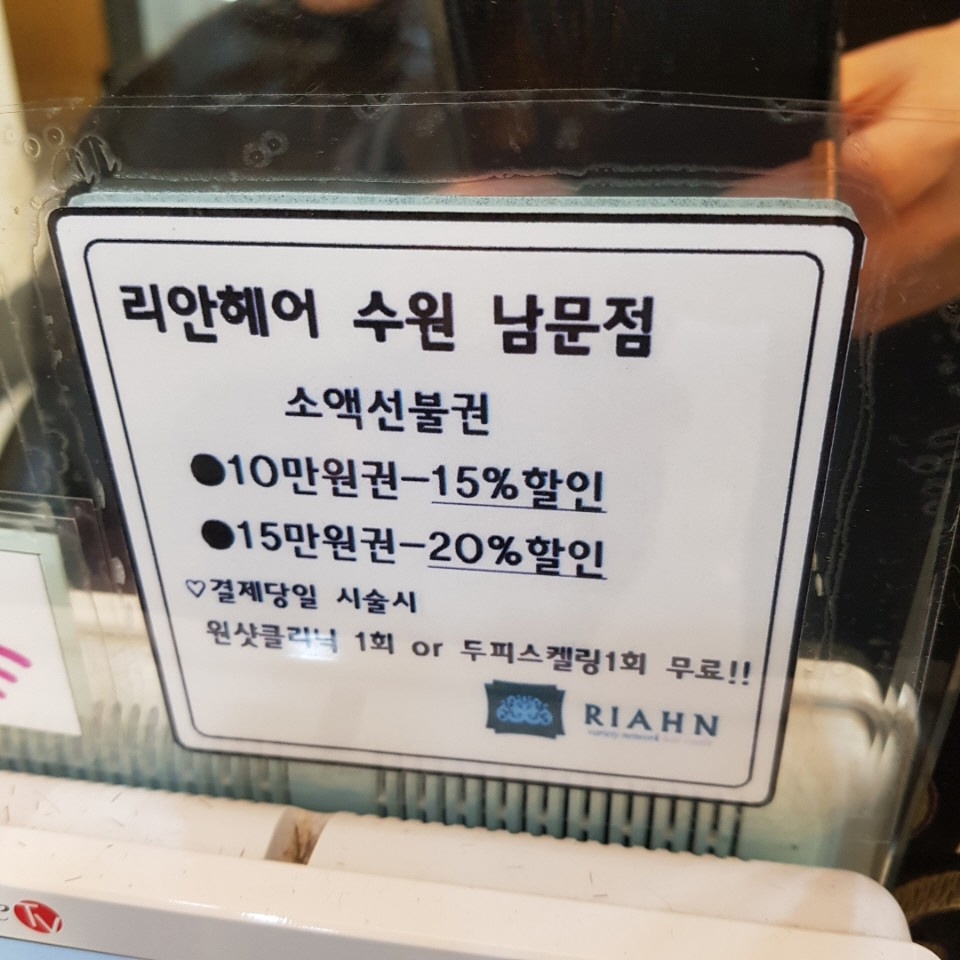 리안헤어 수원 남문점
소액선불권
●10만원권-15%할인
●15만원권-20%할인
♡결제당일 시술시
원샷클리닉 1회 or 두피스켈링1회 무료!!
RIAHN
TV